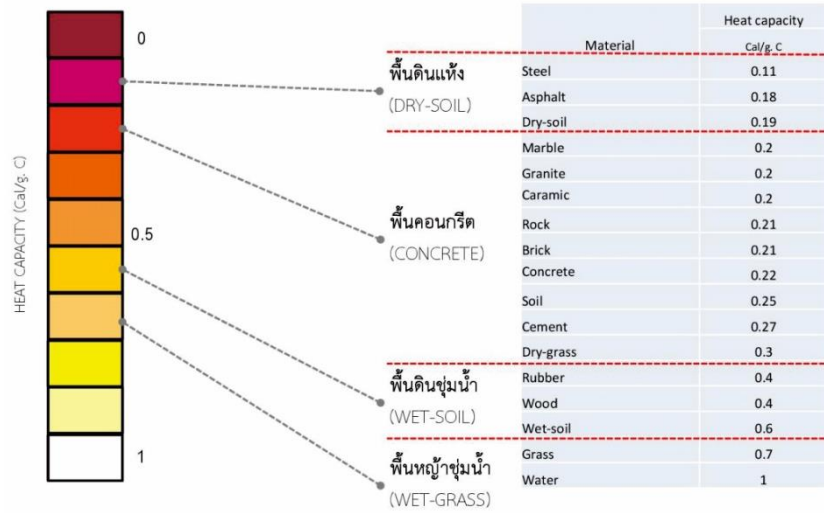 HEAT CAPACITY (Cal/g. C)
0
0.5
1
พื้นดินแห้ง
(DRY-SOIL)
พื้นคอนกรีต
(CONCRETE)
พื้นดินชุ่มน้ำ
(WET-SOIL)
พื้นหญ้าชุ่มน้ำ
(WET-GRASS)
Material Heat capacity
Cal/g. C
Steel 0.11
Asphalt 0.18
Dry-soil 0.19
Marble 0.2
Granite 0.2
Caramic 0.2
Rock 0.21
Brick 0.21
Concrete 0.22
Soil 0.25
Cement 0.27
Dry-grass 0.3
Rubber 0.4
Wood 0.4
Wet-soil 0.6
Grass 0.7
Water 1